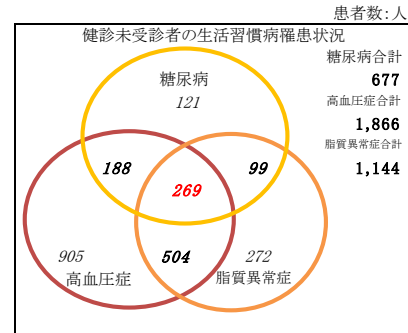 患者数:人
健診未受診者の生活習慣病罹患状況
糖尿病合計
677
高血圧症合計
1,866
脂質異常症合計
1,144
糖尿病
121
188
99
269
905
504
272
高血圧症
脂質異常症